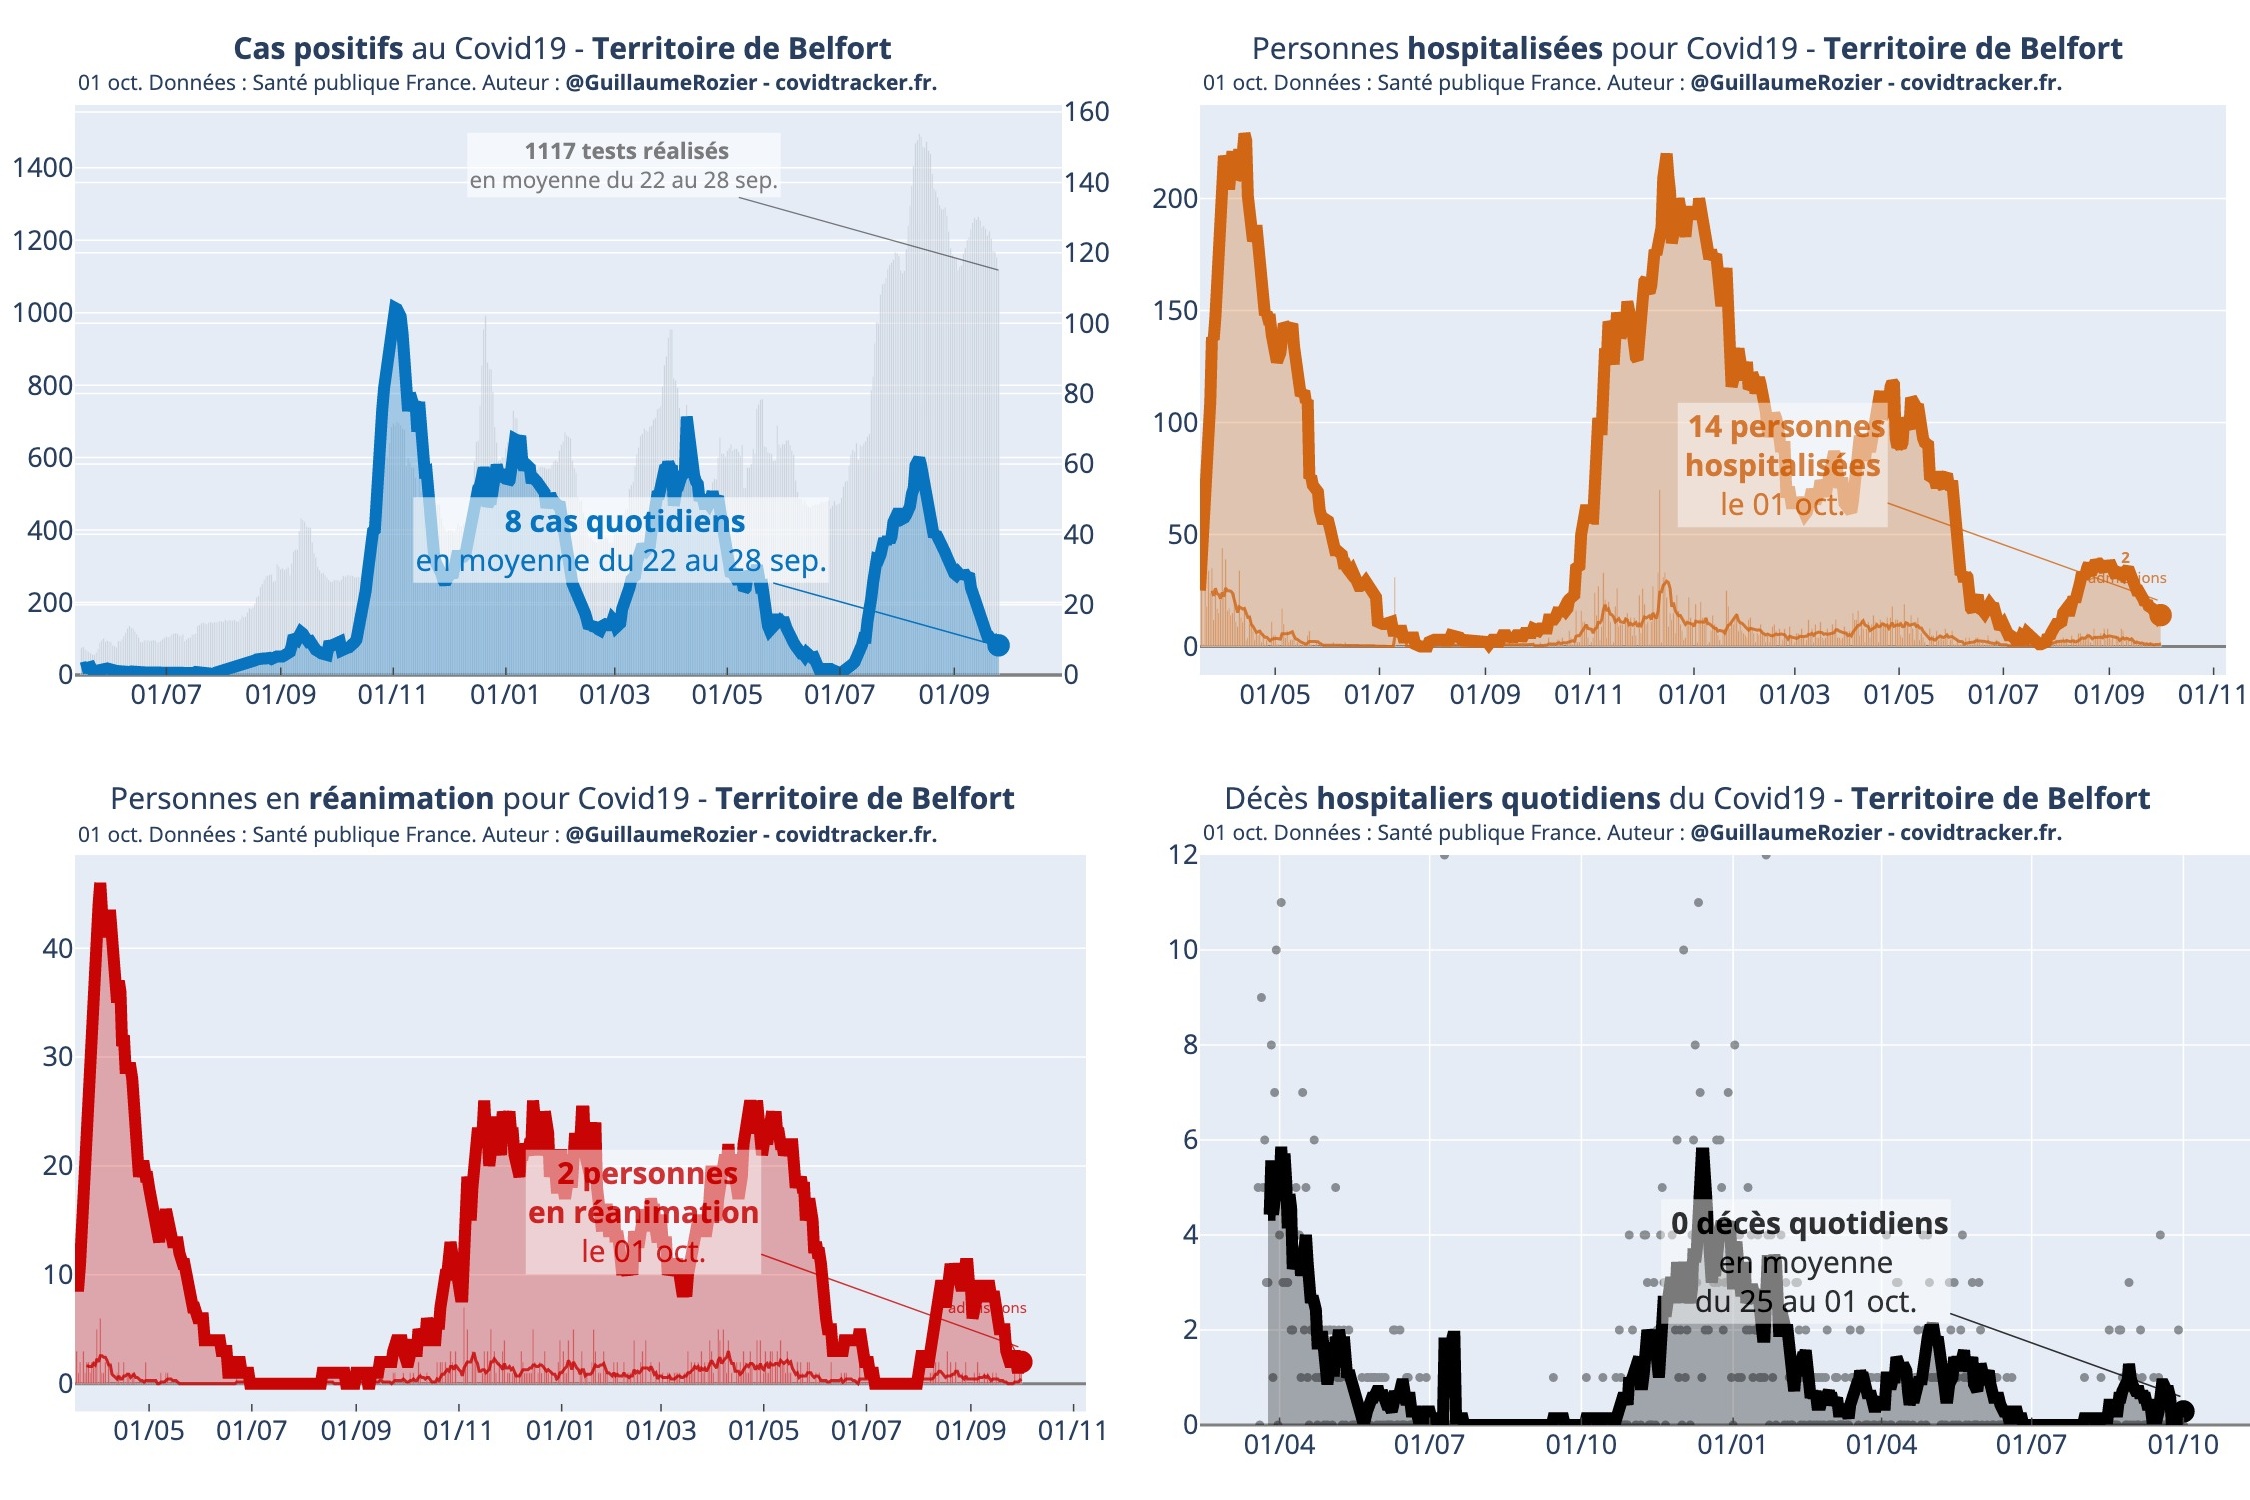 Cas positifs au Covid19 - Territoire de Belfort
01 oct. Données : Santé publique France. Auteur : @GuillaumeRozier - covidtracker.fr.
160
1117 tests réalisés
en moyenne du 22 au 28 sep.
1400
140
1200
120
1000
100
800
80
600
60
8 cas quotidiens
en moyenne du 22 au 28 sep.
400
40
200
20
0
0
01/07 01/09 01/11 01/01 01/03 01/05 01/07 01/09
Personnes hospitalisées pour Covid19 - Territoire de Belfort
01 oct. Données : Santé publique France. Auteur : @GuillaumeRozier - covidtracker.fr.
200
150
100
14 personnes
hospitalisées
le 01 oct.
50
2
admissions
0
01/05 01/07 01/09 01/11 01/01 01/03 01/05 01/07 01/09 01/11
Personnes en réanimation pour Covid19 - Territoire de Belfort
01 oct. Données : Santé publique France. Auteur : @GuillaumeRozier - covidtracker.fr.
40
30
20
2 personnes
en réanimation
le 01 oct.
10
admissions
0
01/05 01/07 01/09 01/11 01/01 01/03 01/05 01/07 01/09 01/11
Décès hospitaliers quotidiens du Covid19 - Territoire de Belfort
01 oct. Données : Santé publique France. Auteur : @GuillaumeRozier - covidtracker.fr.
12
10
8
6
4
0 décès quotidiens
en moyenne
du 25 au 01 oct.
2
0
01/04 01/07 01/10 01/01 01/04 01/07 01/10